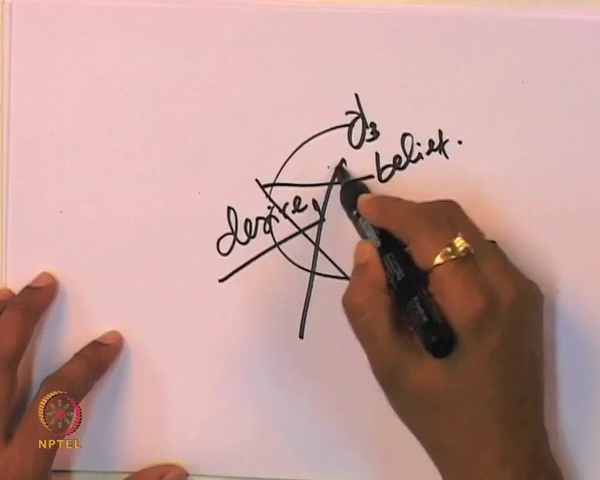 d₃
belief.
desire,
NPTEL